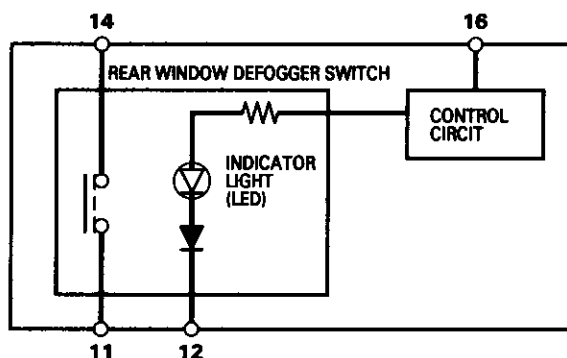 14
16
REAR WINDOW DEFOGGER SWITCH
CONTROL
CIRCIT
INDICATOR
LIGHT
(LED)
11
12